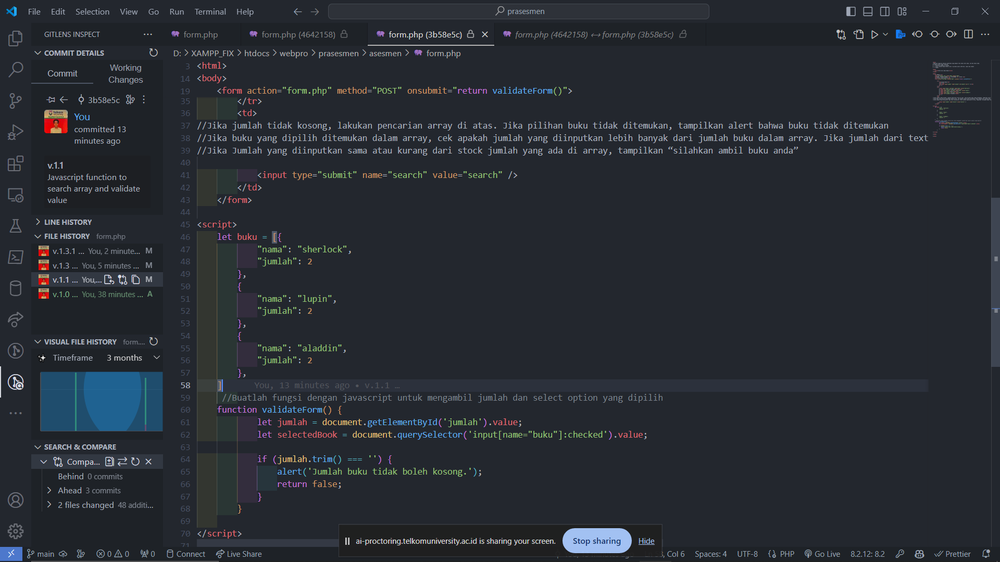 File Edit Selection View Go Run Terminal Help
prasesmen
GITLENS INSPECT
form.php
form.php (4642158)
form.php (3b58e5c)
form.php (4642158) ↔ form.php (3b58e5c)
COMMIT DETAILS
Commit
Working Changes
3b58e5c
You
committed 13
minutes ago
v.1.1
Javascript function to
search array and validate
value
LINE HISTORY
FILE HISTORY form.php
v.1.3.1 ... You, 2 minute... M
v.1.3 ... You, 5 minutes ... M
v.1.1 ... You,... M
v.1.0 ... You, 38 minutes ... A
VISUAL FILE HISTORY form....
Timeframe 3 months
SEARCH & COMPARE
Compa...
Behind 0 commits
Ahead 3 commits
2 files changed 48 additi...
D: > XAMPP_FIX > htdocs > webpro > prasesmen > asesmen > form.php
3 <html>
14 <body>
19 <form action="form.php" method="POST" onsubmit="return validateForm()">
35 </tr>
36 <td>
37 //Jika jumlah tidak kosong, lakukan pencarian array di atas. Jika pilihan buku tidak ditemukan, tampilkan alert bahwa buku tidak ditemukan
38 //Jika buku yang dipilih ditemukan dalam array, cek apakah jumlah yang diinputkan lebih banyak dari jumlah buku dalam array. Jika jumlah dari text
39 //Jika Jumlah yang diinputkan sama atau kurang dari stock jumlah yang ada di array, tampilkan “silahkan ambil buku anda”
40
41 <input type="submit" name="search" value="search" />
42 </td>
43 </form>
44
45 <script>
46 let buku = [{
47 "nama": "sherlock",
48 "jumlah": 2
49 },
50 {
51 "nama": "lupin",
52 "jumlah": 2
53 },
54 {
55 "nama": "aladdin",
56 "jumlah": 2
57 },
58 ] You, 13 minutes ago • v.1.1 …
59 //Buatlah fungsi dengan javascript untuk mengambil jumlah dan select option yang dipilih
60 function validateForm() {
61 let jumlah = document.getElementById('jumlah').value;
62 let selectedBook = document.querySelector('input[name="buku"]:checked').value;
63
64 if (jumlah.trim() === '') {
65 alert('Jumlah buku tidak boleh kosong.');
66 return false;
67 }
68 }
69
70 </script>
71
ai-proctoring.telkomuniversity.ac.id is sharing your screen. Stop sharing Hide
main 0 0 0 Connect Live Share Col 6 Spaces: 4 UTF-8 PHP Go Live 8.2.12: 8.2 Prettier